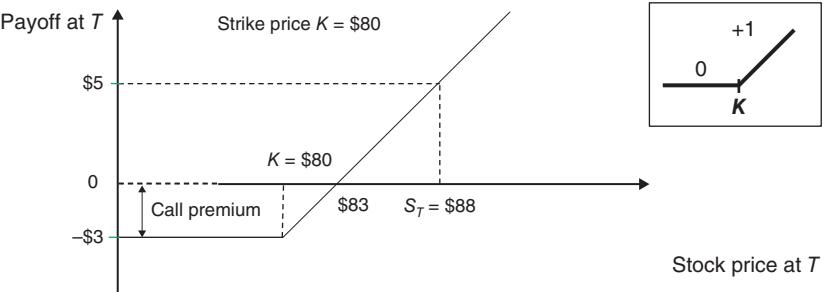 Payoff at T
Strike price K = $80
+1
0
K
$5
K = $80
0
Call premium
$83
S_T = $88
–$3
Stock price at T